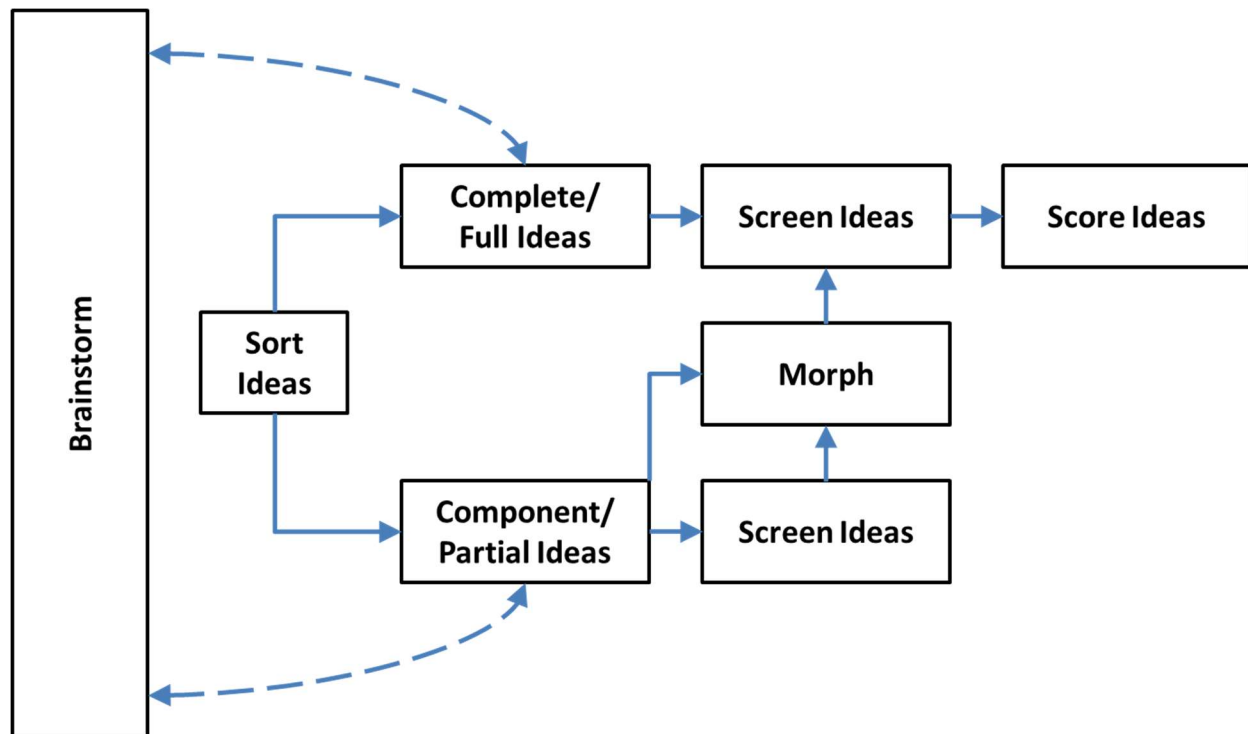 Brainstorm
Sort
Ideas
Complete/
Full Ideas
Component/
Partial Ideas
Screen Ideas
Morph
Screen Ideas
Score Ideas